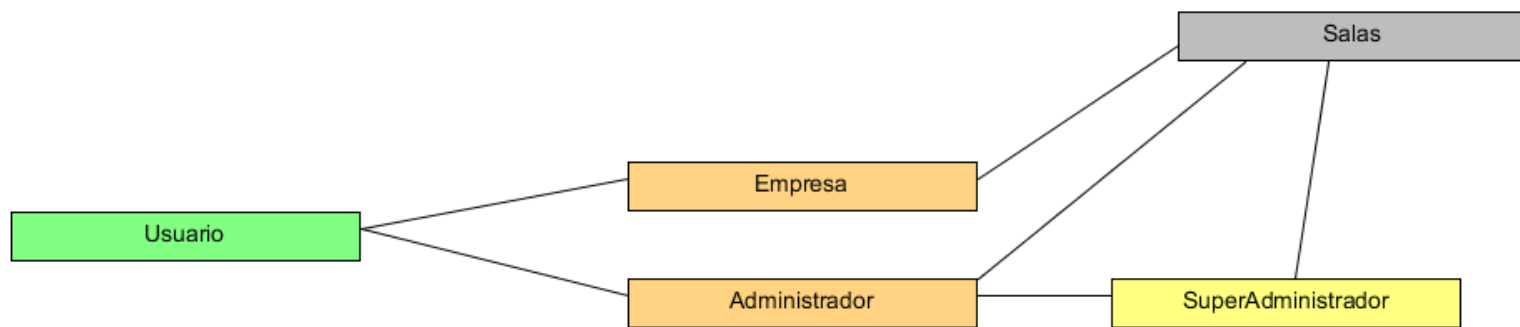 Salas
Empresa
Usuario
Administrador
SuperAdministrador